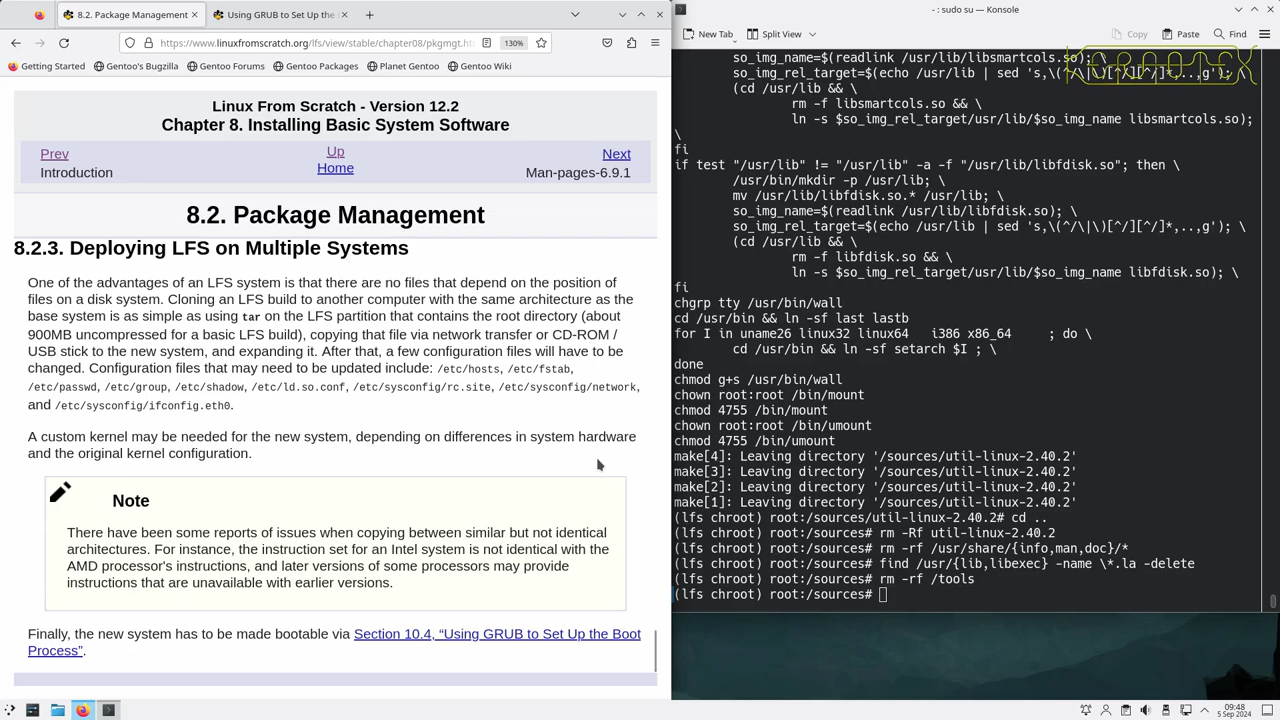 8.2. Package Management
Using GRUB to Set Up the
https://www.linuxfromscratch.org/lfs/view/stable/chapter08/pkgmgt.ht
130%
Getting Started
Gentoo's Bugzilla
Gentoo Forums
Gentoo Packages
Planet Gentoo
Gentoo Wiki
Linux From Scratch - Version 12.2
Chapter 8. Installing Basic System Software
Prev
Up
Next
Introduction
Home
Man-pages-6.9.1
8.2. Package Management
8.2.3. Deploying LFS on Multiple Systems
One of the advantages of an LFS system is that there are no files that depend on the position of
files on a disk system. Cloning an LFS build to another computer with the same architecture as the
base system is as simple as using tar on the LFS partition that contains the root directory (about
900MB uncompressed for a basic LFS build), copying that file via network transfer or CD-ROM /
USB stick to the new system, and expanding it. After that, a few configuration files will have to be
changed. Configuration files that may need to be updated include: /etc/hosts, /etc/fstab,
/etc/passwd, /etc/group, /etc/shadow, /etc/ld.so.conf, /etc/sysconfig/rc.site, /etc/sysconfig/network,
and /etc/sysconfig/ifconfig.eth0.
A custom kernel may be needed for the new system, depending on differences in system hardware
and the original kernel configuration.
Note
There have been some reports of issues when copying between similar but not identical
architectures. For instance, the instruction set for an Intel system is not identical with the
AMD processor's instructions, and later versions of some processors may provide
instructions that are unavailable with earlier versions.
Finally, the new system has to be made bootable via Section 10.4, “Using GRUB to Set Up the Boot
Process”.
- : sudo su — Konsole
New Tab
Split View
Copy
Paste
Find
so_img_name=$(readlink /usr/lib/libsmartcols.so); \
so_img_rel_target=$(echo /usr/lib | sed 's,\(^/\|\)[^/][^/]*,..,g'); \
(cd /usr/lib && \
rm -f libsmartcols.so && \
ln -s $so_img_rel_target/usr/lib/$so_img_name libsmartcols.so);
\
fi
if test "/usr/lib" != "/usr/lib" -a -f "/usr/lib/libfdisk.so"; then \
/usr/bin/mkdir -p /usr/lib; \
mv /usr/lib/libfdisk.so.* /usr/lib; \
so_img_name=$(readlink /usr/lib/libfdisk.so); \
so_img_rel_target=$(echo /usr/lib | sed 's,\(^/\|\)[^/][^/]*,..,g'); \
(cd /usr/lib && \
rm -f libfdisk.so && \
ln -s $so_img_rel_target/usr/lib/$so_img_name libfdisk.so); \
fi
chgrp tty /usr/bin/wall
cd /usr/bin && ln -sf last lastb
for I in uname26 linux32 linux64   i386 x86_64    ; do \
cd /usr/bin && ln -sf setarch $I ; \
done
chmod g+s /usr/bin/wall
chown root:root /bin/mount
chmod 4755 /bin/mount
chown root:root /bin/umount
chmod 4755 /bin/umount
make[4]: Leaving directory '/sources/util-linux-2.40.2'
make[3]: Leaving directory '/sources/util-linux-2.40.2'
make[2]: Leaving directory '/sources/util-linux-2.40.2'
make[1]: Leaving directory '/sources/util-linux-2.40.2'
(lfs chroot) root:/sources/util-linux-2.40.2# cd ..
(lfs chroot) root:/sources# rm -Rf util-linux-2.40.2
(lfs chroot) root:/sources# rm -rf /usr/share/{info,man,doc}/*
(lfs chroot) root:/sources# find /usr/{lib,libexec} -name \*.la -delete
(lfs chroot) root:/sources# rm -rf /tools
(lfs chroot) root:/sources#
09:48
5 Sep 2024